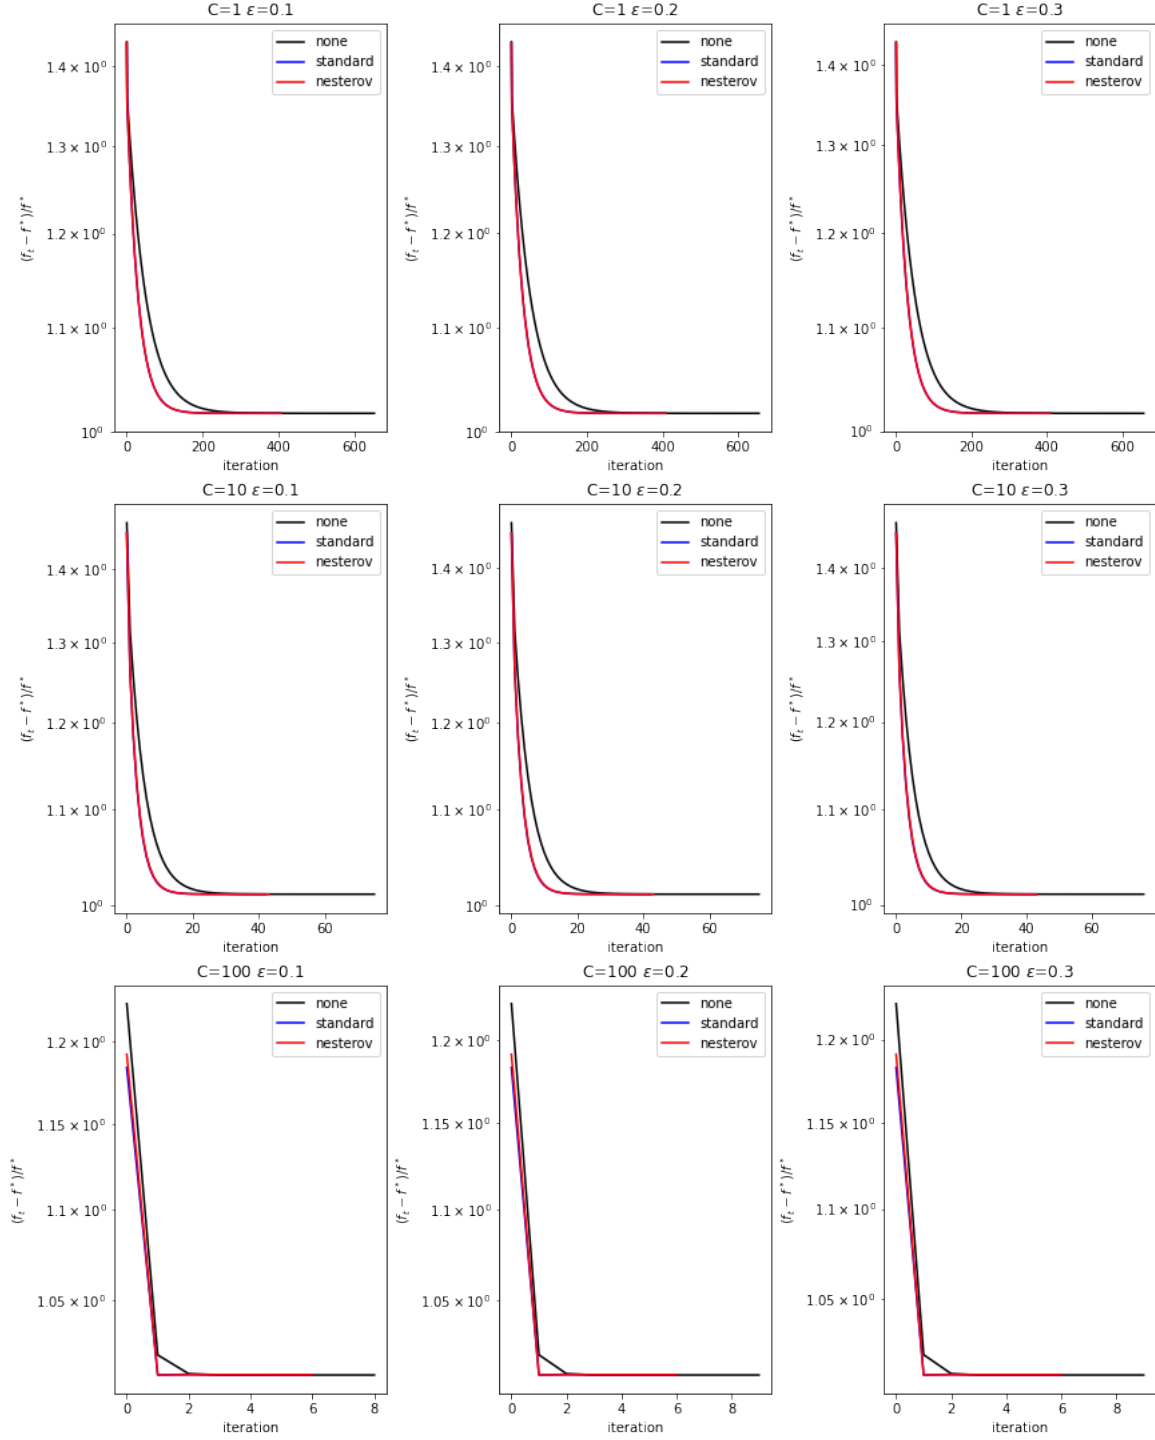 C=1 ε=0.1
none
standard
nesterov
1.4 × 10⁰
1.3 × 10⁰
1.2 × 10⁰
1.1 × 10⁰
10⁰
(f_t − f*)/f*
0 200 400 600
iteration
C=1 ε=0.2
none
standard
nesterov
1.4 × 10⁰
1.3 × 10⁰
1.2 × 10⁰
1.1 × 10⁰
10⁰
(f_t − f*)/f*
0 200 400 600
iteration
C=1 ε=0.3
none
standard
nesterov
1.4 × 10⁰
1.3 × 10⁰
1.2 × 10⁰
1.1 × 10⁰
10⁰
(f_t − f*)/f*
0 200 400 600
iteration
C=10 ε=0.1
none
standard
nesterov
1.4 × 10⁰
1.3 × 10⁰
1.2 × 10⁰
1.1 × 10⁰
10⁰
(f_t − f*)/f*
0 20 40 60
iteration
C=10 ε=0.2
none
standard
nesterov
1.4 × 10⁰
1.3 × 10⁰
1.2 × 10⁰
1.1 × 10⁰
10⁰
(f_t − f*)/f*
0 20 40 60
iteration
C=10 ε=0.3
none
standard
nesterov
1.4 × 10⁰
1.3 × 10⁰
1.2 × 10⁰
1.1 × 10⁰
10⁰
(f_t − f*)/f*
0 20 40 60
iteration
C=100 ε=0.1
none
standard
nesterov
1.2 × 10⁰
1.15 × 10⁰
1.1 × 10⁰
1.05 × 10⁰
(f_t − f*)/f*
0 2 4 6 8
iteration
C=100 ε=0.2
none
standard
nesterov
1.2 × 10⁰
1.15 × 10⁰
1.1 × 10⁰
1.05 × 10⁰
(f_t − f*)/f*
0 2 4 6 8
iteration
C=100 ε=0.3
none
standard
nesterov
1.2 × 10⁰
1.15 × 10⁰
1.1 × 10⁰
1.05 × 10⁰
(f_t − f*)/f*
0 2 4 6 8
iteration